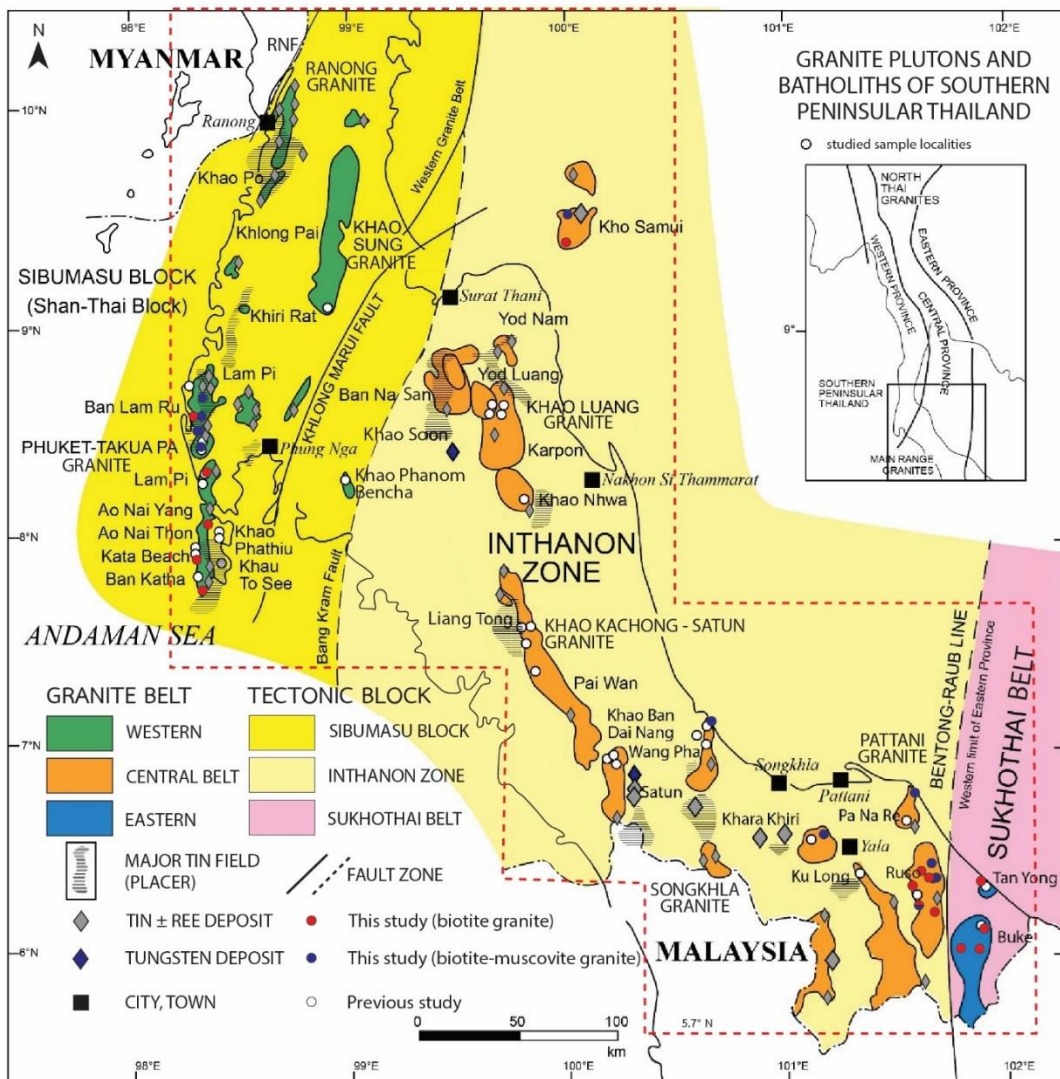 98°E
99°E
100°E
101°E
102°E
N
MYANMAR
RNF
RANONG
GRANITE
10°N
Ranong
Khao Po
Western Granite Belt
Khlong Pai
KHAO
SUNG
GRANITE
Kho Samui
SIBUMASU BLOCK
(Shan-Thai Block)
Khiri Rat
9°N
Surat Thani
KHLONG MARUI FAULT
Yod Nam
Lam Pi
Ban Na San
Yod Luang
Ban Lam Ru
KHAO LUANG
GRANITE
Khao Soon
PHUKET-TAKUA PA
GRANITE
Phung Nga
Karpon
Lam Pi
Khao Phanom
Bencha
Nakhon Si Thammarat
Khao Nhwa
Ao Nai Yang
8°N
Ao Nai Thon
Khao
Phathiu
Kata Beach
Khau
To See
Ban Katha
INTHANON
ZONE
Bang Kram Fault
ANDAMAN SEA
Liang Tong
KHAO KACHONG - SATUN
GRANITE
Pai Wan
Khao Ban
Dai Nang
Wang Pha
7°N
Satun
Songkhla
Pattani
PATTANI
GRANITE
BENTONG-RAUB LINE
Western limit of Eastern Province
SUKHOTHAI BELT
Khara Khiri
Pa Na Re
Yala
Ku Long
Ruso
Tan Yong
SONGKHLA
GRANITE
Buke
MALAYSIA
6°N
5.7° N
GRANITE PLUTONS AND
BATHOLITHS OF SOUTHERN
PENINSULAR THAILAND
studied sample localities
NORTH
THAI
GRANITES
WESTERN PROVINCE
CENTRAL PROVINCE
EASTERN PROVINCE
SOUTHERN
PENINSULAR
THAILAND
MAIN RANGE
GRANITES
9°
GRANITE BELT
WESTERN
CENTRAL BELT
EASTERN
TECTONIC BLOCK
SIBUMASU BLOCK
INTHANON ZONE
SUKHOTHAI BELT
MAJOR TIN FIELD
(PLACER)
FAULT ZONE
TIN ± REE DEPOSIT
This study (biotite granite)
TUNGSTEN DEPOSIT
This study (biotite-muscovite granite)
CITY, TOWN
Previous study
0 50 100
km
98°E
99°E
100°E
101°E
102°E